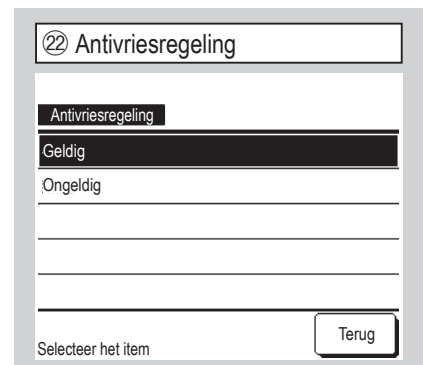 ㉒ Antivriesregeling
Antivriesregeling
Geldig
Ongeldig
Selecteer het item
Terug